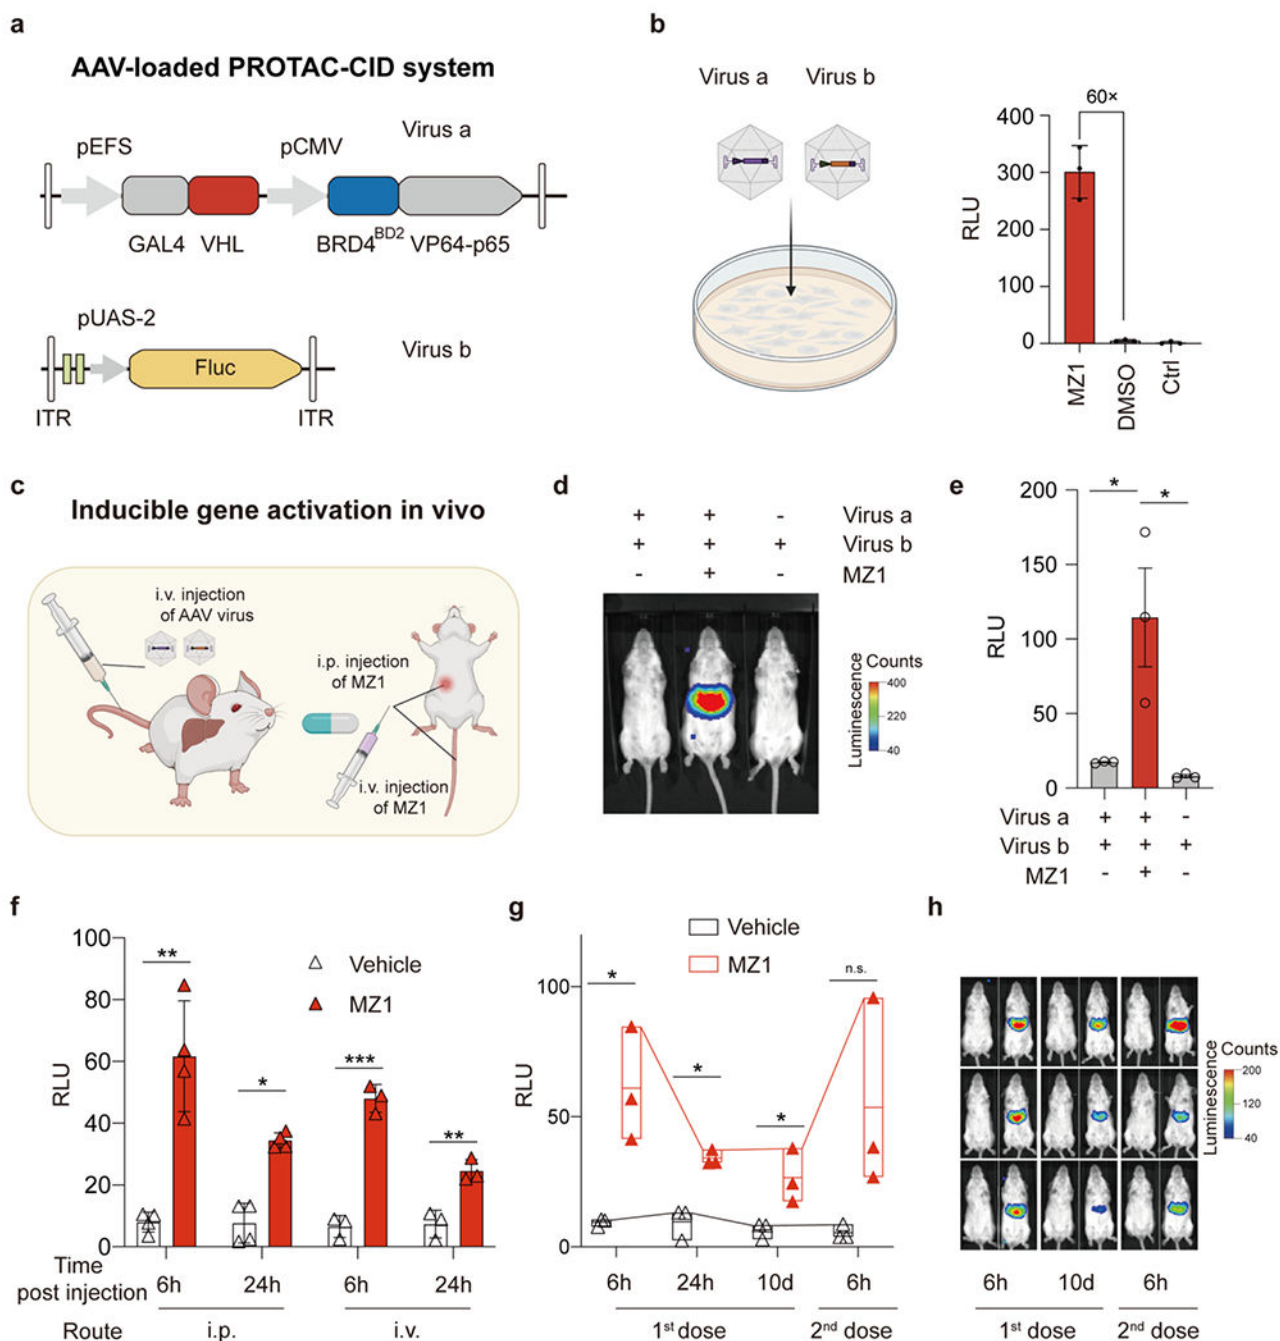 a
AAV-loaded PROTAC-CID system
Virus a
pEFS
pCMV
GAL4 VHL BRD4BD2 VP64-p65
pUAS-2
Virus b
Fluc
ITR ITR
b
Virus a Virus b
60×
400
300
200
100
0
RLU
MZ1
DMSO
Ctrl
c
Inducible gene activation in vivo
i.v. injection
of AAV virus
i.p. injection
of MZ1
i.v. injection
of MZ1
d
+ + - Virus a
+ + + Virus b
- + - MZ1
Counts
Luminescence
400
220
40
e
200
150
100
50
0
RLU
* *
Virus a + + -
Virus b + + +
MZ1 - + -
f
100
80
60
40
20
0
RLU
Vehicle
MZ1
** * *** **
Time
post injection
6h 24h 6h 24h
Route i.p. i.v.
g
Vehicle
MZ1
100
50
0
* * * n.s.
6h 24h 10d 6h
1st dose 2nd dose
h
Counts
Luminescence
200
120
40
6h 10d 6h
1st dose 2nd dose